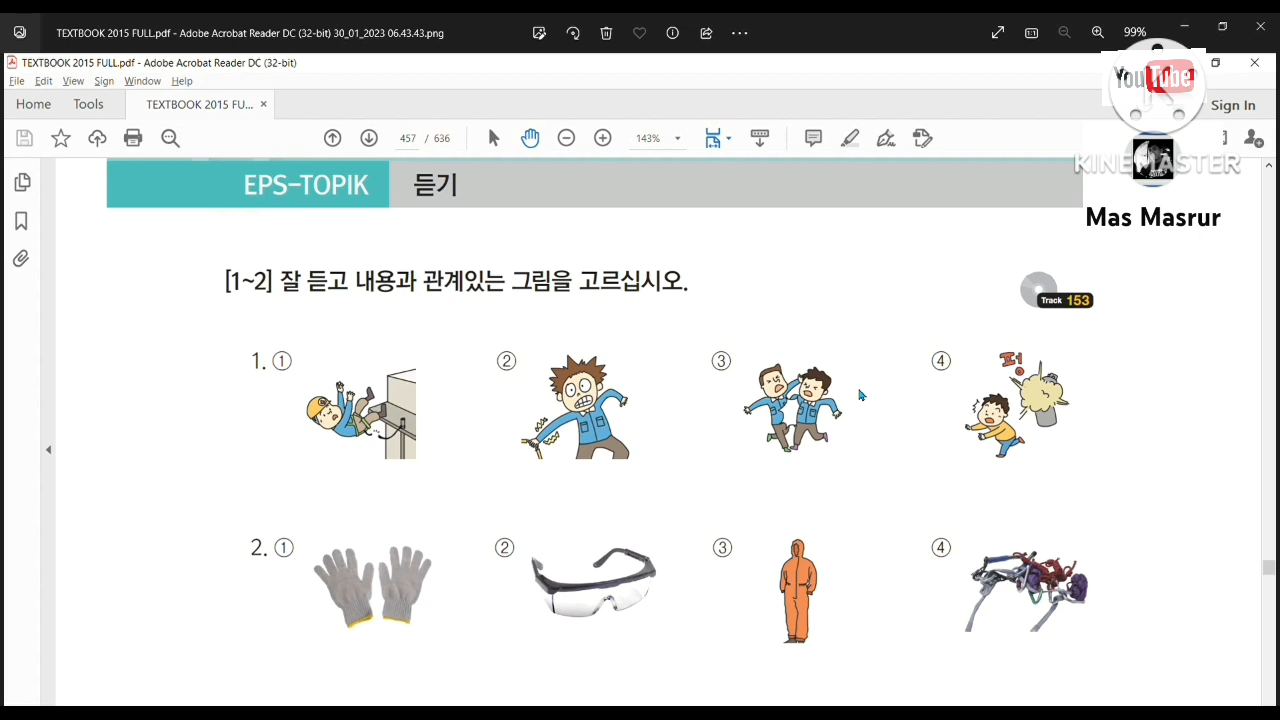 TEXTBOOK 2015 FULL.pdf - Adobe Acrobat Reader DC (32-bit) 30_01_2023 06.43.43.png
99%
TEXTBOOK 2015 FULL.pdf - Adobe Acrobat Reader DC (32-bit)
File Edit View Sign Window Help
YouTube
Home Tools TEXTBOOK 2015 FU... × Sign In
457 / 636 143%
KINEMASTER
EPS-TOPIK 듣기
Mas Masrur
[1~2] 잘 듣고 내용과 관계있는 그림을 고르십시오.
Track 153
1. ① ② ③ ④
펑
2. ① ② ③ ④